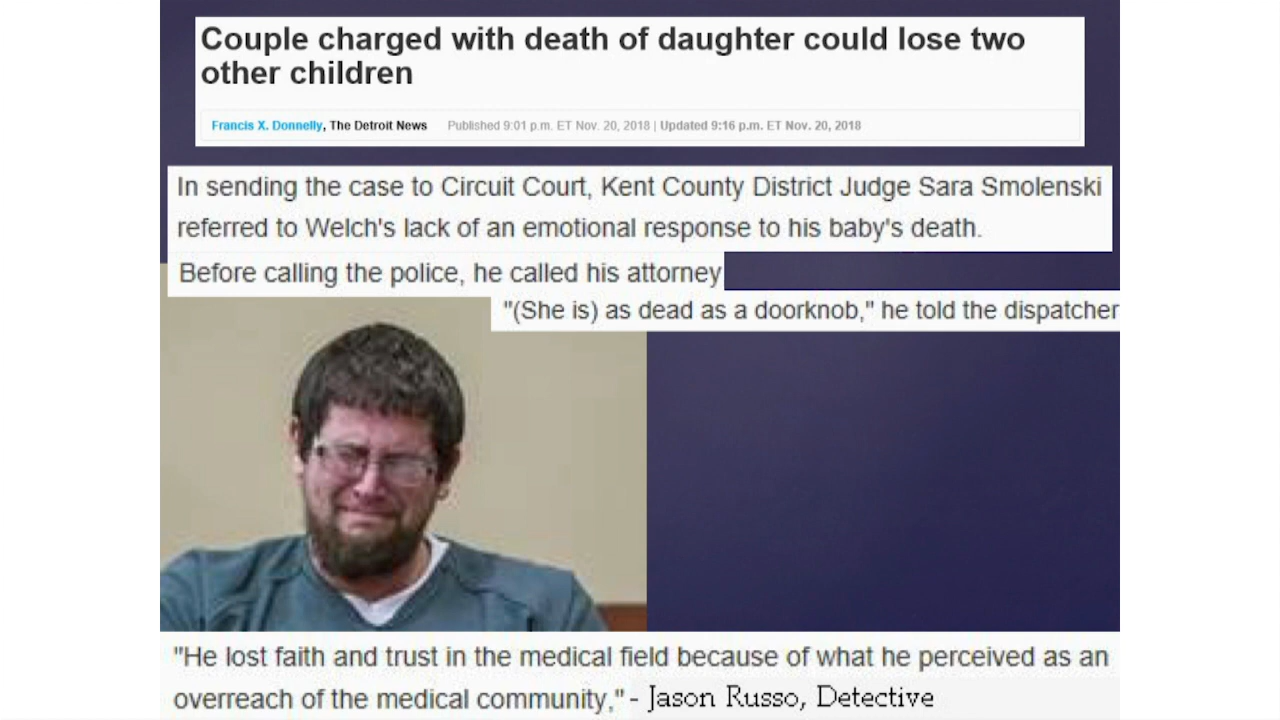 Couple charged with death of daughter could lose two
other children
Francis X. Donnelly, The Detroit News Published 9:01 p.m. ET Nov. 20, 2018 | Updated 9:16 p.m. ET Nov. 20, 2018
In sending the case to Circuit Court, Kent County District Judge Sara Smolenski
referred to Welch's lack of an emotional response to his baby's death.
Before calling the police, he called his attorney
"(She is) as dead as a doorknob," he told the dispatcher
"He lost faith and trust in the medical field because of what he perceived as an
overreach of the medical community," - Jason Russo, Detective